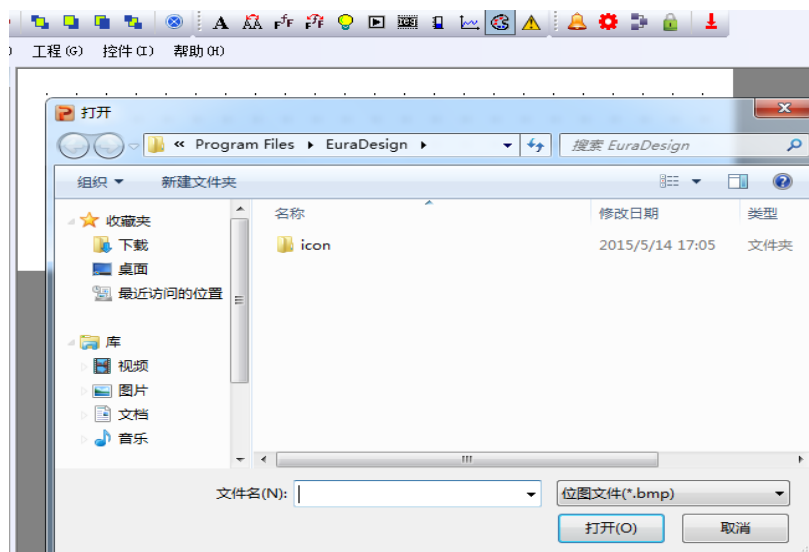 A AA FfF FfF
工程(G) 控件(I) 帮助(H)
打开
« Program Files ▸ EuraDesign ▸ 搜索 EuraDesign
组织 新建文件夹
名称 修改日期 类型
收藏夹
下载
桌面
最近访问的位置
库
视频
图片
文档
音乐
icon 2015/5/14 17:05 文件夹
文件名(N): 位图文件(*.bmp)
打开(O) 取消